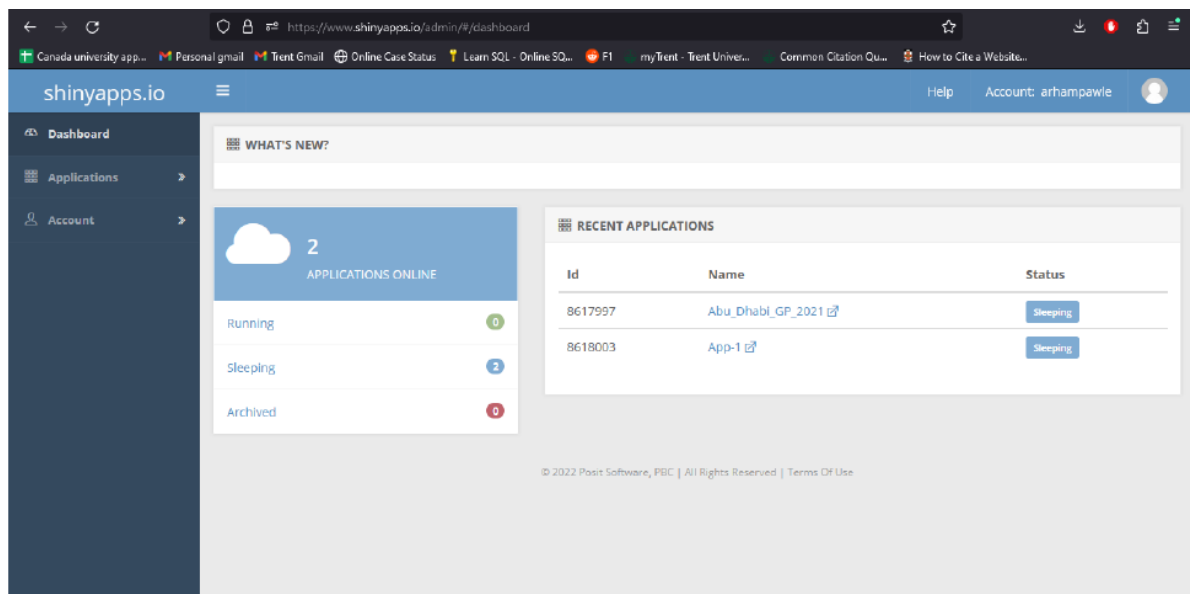 https://www.shinyapps.io/admin/#/dashboard
Canada university app... Personal gmail Trent Gmail Online Case Status Learn SQL - Online SQ... F1 myTrent - Trent Univer... Common Citation Qu... How to Cite a Website...
shinyapps.io Help Account: arhampawle
Dashboard
Applications
Account
WHAT'S NEW?
2
APPLICATIONS ONLINE
Running 0
Sleeping 2
Archived 0
RECENT APPLICATIONS
Id Name Status
8617997 Abu_Dhabi_GP_2021 Sleeping
8618003 App-1 Sleeping
© 2022 Posit Software, PBC | All Rights Reserved | Terms Of Use